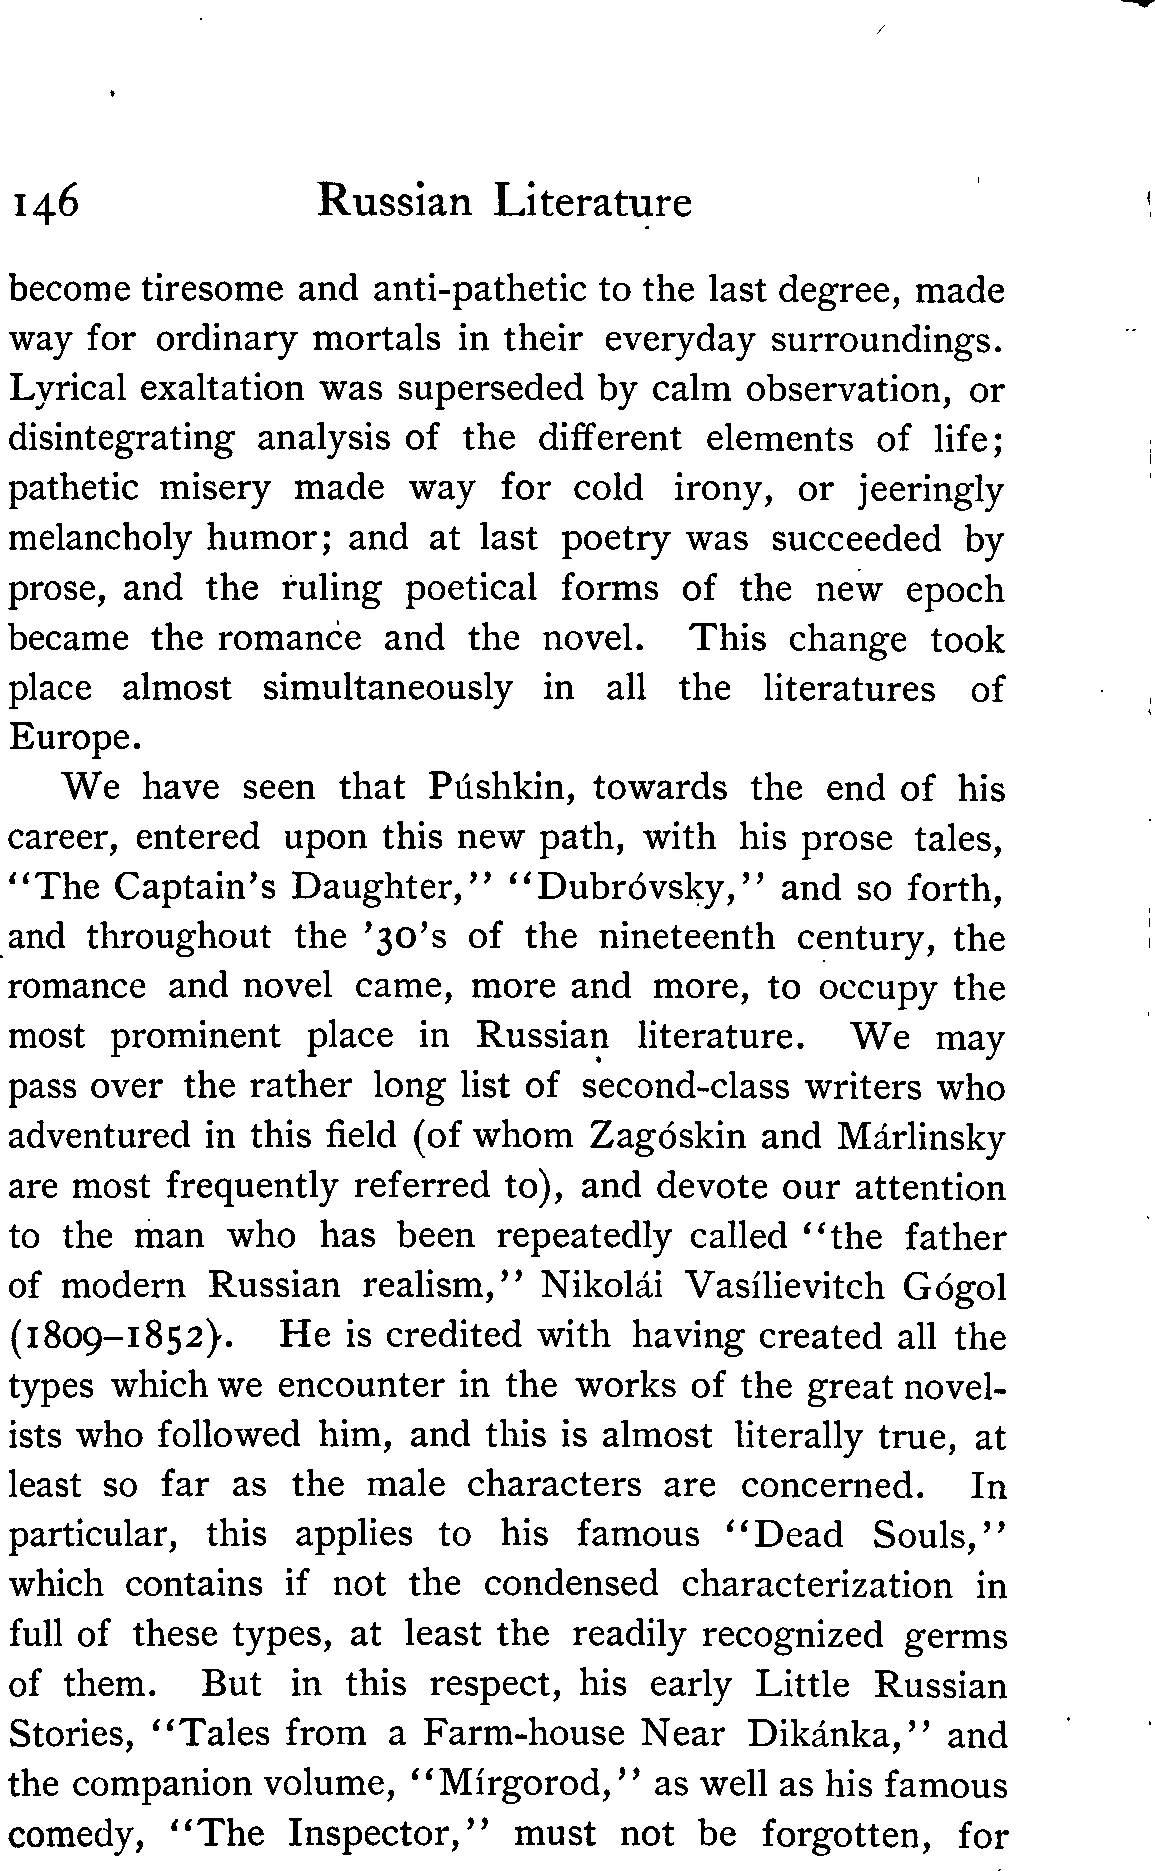 146 Russian Literature
become tiresome and anti-pathetic to the last degree, made
way for ordinary mortals in their everyday surroundings.
Lyrical exaltation was superseded by calm observation, or
disintegrating analysis of the different elements of life;
pathetic misery made way for cold irony, or jeeringly
melancholy humor; and at last poetry was succeeded by
prose, and the ruling poetical forms of the new epoch
became the romance and the novel. This change took
place almost simultaneously in all the literatures of
Europe.
We have seen that Púshkin, towards the end of his
career, entered upon this new path, with his prose tales,
"The Captain's Daughter," "Dubróvsky," and so forth,
and throughout the '30's of the nineteenth century, the
romance and novel came, more and more, to occupy the
most prominent place in Russian literature. We may
pass over the rather long list of second-class writers who
adventured in this field (of whom Zagóskin and Márlinsky
are most frequently referred to), and devote our attention
to the man who has been repeatedly called "the father
of modern Russian realism," Nikolái Vasílievitch Gógol
(1809–1852). He is credited with having created all the
types which we encounter in the works of the great novel-
ists who followed him, and this is almost literally true, at
least so far as the male characters are concerned. In
particular, this applies to his famous "Dead Souls,"
which contains if not the condensed characterization in
full of these types, at least the readily recognized germs
of them. But in this respect, his early Little Russian
Stories, "Tales from a Farm-house Near Dikánka," and
the companion volume, "Mírgorod," as well as his famous
comedy, "The Inspector," must not be forgotten, for